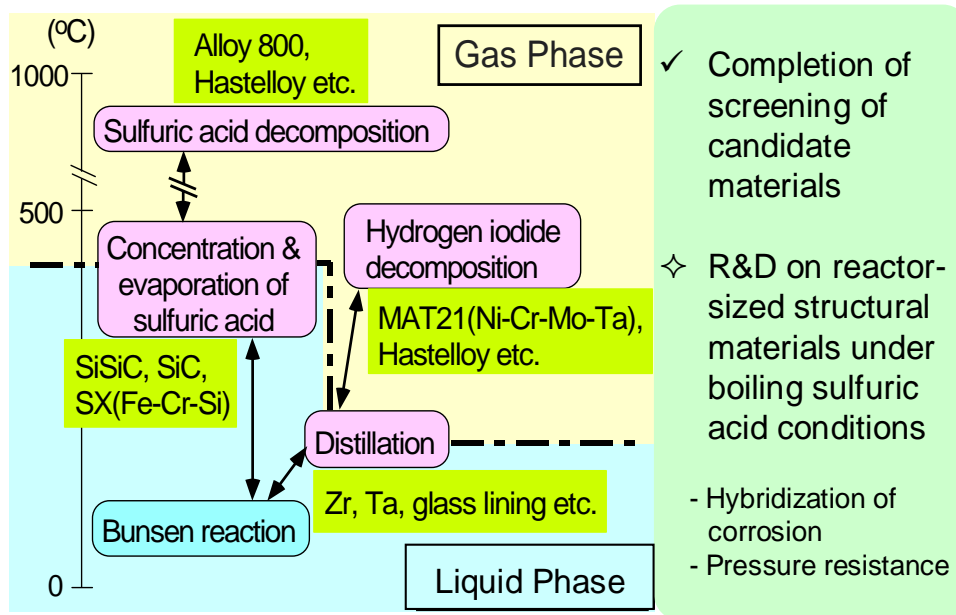 (ºC)
1000
500
0
Alloy 800,
Hastelloy etc.
Gas Phase
Sulfuric acid decomposition
Concentration &
evaporation of
sulfuric acid
Hydrogen iodide
decomposition
MAT21(Ni-Cr-Mo-Ta),
Hastelloy etc.
SiSiC, SiC,
SX(Fe-Cr-Si)
Distillation
Zr, Ta, glass lining etc.
Bunsen reaction
Liquid Phase
✓ Completion of
screening of
candidate
materials
✧ R&D on reactor-
sized structural
materials under
boiling sulfuric
acid conditions
- Hybridization of
corrosion
- Pressure resistance